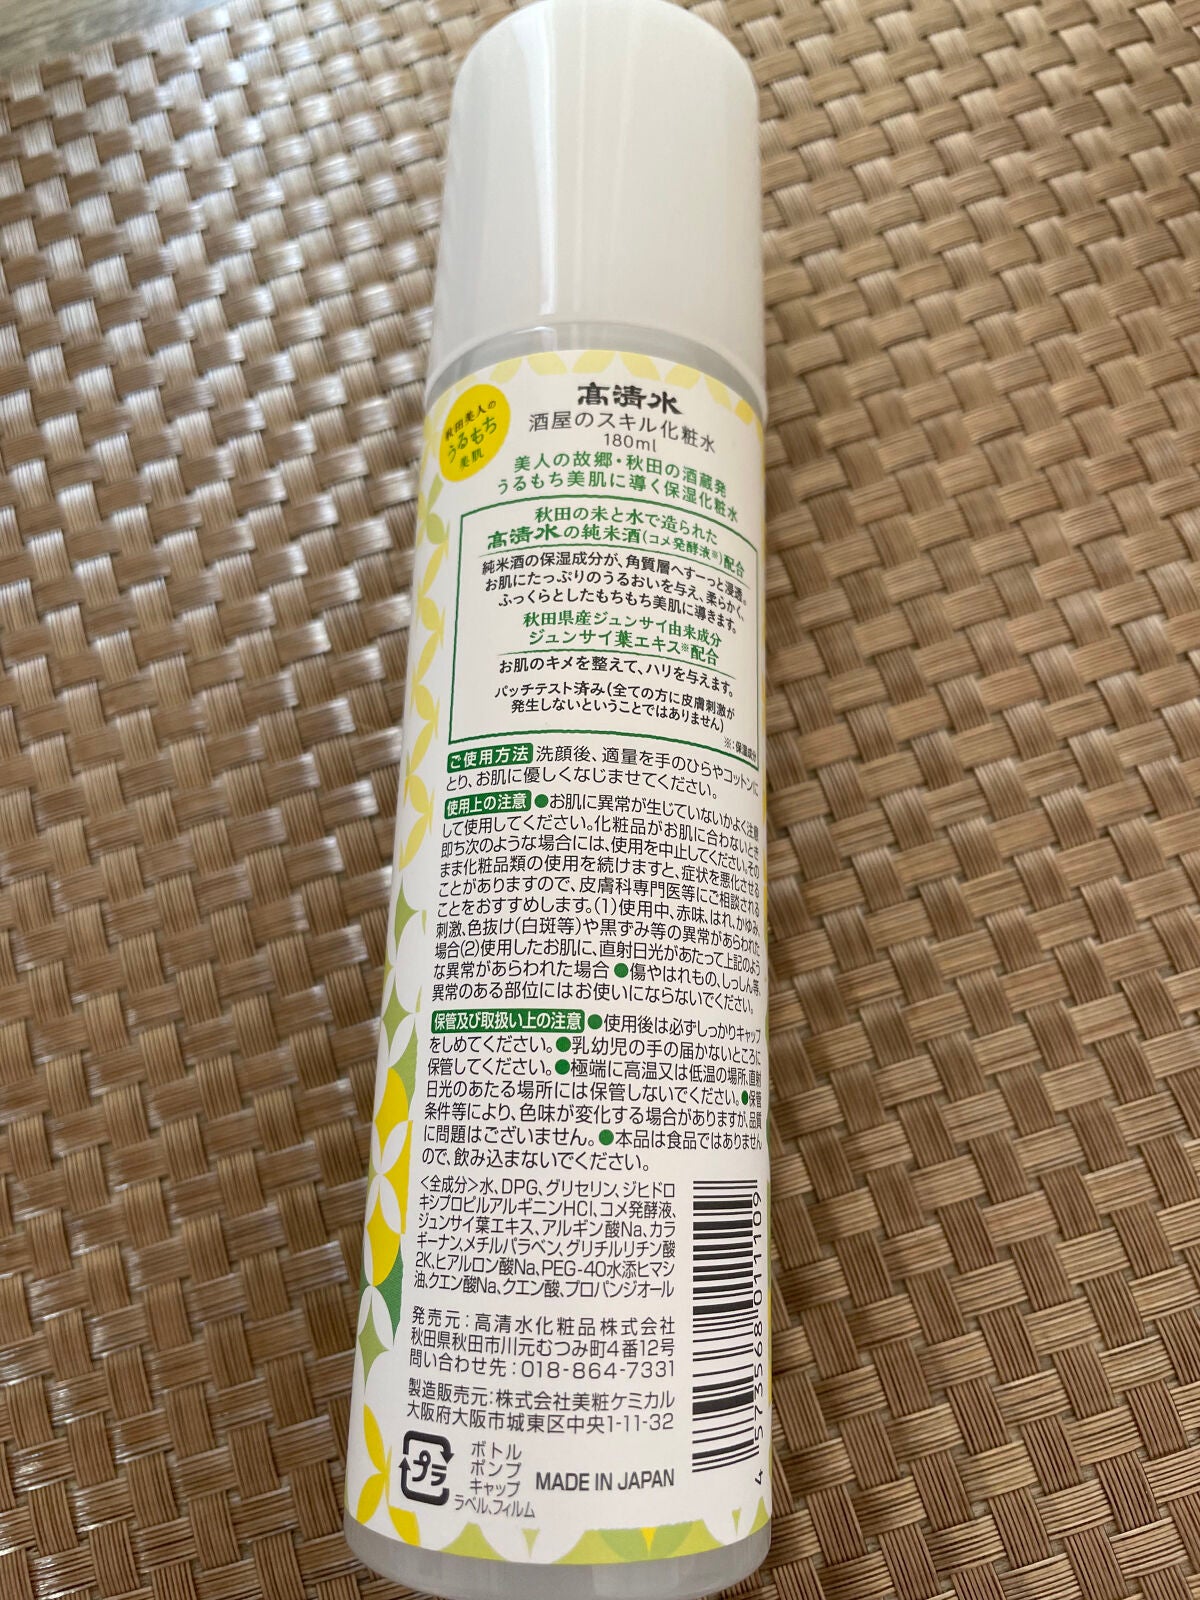 秋田美人の
うるもち
美肌
高清水
酒屋のスキル化粧水
180ml
美人の故郷・秋田の酒蔵発
うるもち美肌に導く保湿化粧水
秋田の米と水で造られた
高清水の純米酒(コメ発酵液※)配合
純米酒の保湿成分が、角質層へすーっと浸透。
お肌にたっぷりのうるおいを与え、柔らかく、
ふっくらとしたもちもち美肌に導きます。
秋田県産ジュンサイ由来成分
ジュンサイ葉エキス※配合
お肌のキメを整えて、ハリを与えます。
パッチテスト済み(全ての方に皮膚刺激が
発生しないということではありません)
※:保湿成分
ご使用方法 洗顔後、適量を手のひらやコットンに
とり、お肌に優しくなじませてください。
使用上の注意 ●お肌に異常が生じていないかよく注意
して使用してください。化粧品がお肌に合わないとき
即ち次のような場合には、使用を中止してください。その
まま化粧品類の使用を続けますと、症状を悪化させる
ことがありますので、皮膚科専門医等にご相談される
ことをおすすめします。(1)使用中、赤味、はれ、かゆみ、
刺激、色抜け(白斑等)や黒ずみ等の異常があらわれた
場合(2)使用したお肌に、直射日光があたって上記のよう
な異常があらわれた場合 ●傷やはれもの、しっしん等、
異常のある部位にはお使いにならないでください。
保管及び取扱い上の注意 ●使用後は必ずしっかりキャップ
をしめてください。●乳幼児の手の届かないところに
保管してください。●極端に高温又は低温の場所、直射
日光のあたる場所には保管しないでください。●保管
条件等により、色味が変化する場合がありますが、品質
に問題はございません。●本品は食品ではありません
ので、飲み込まないでください。
<全成分>水、DPG、グリセリン、ジヒドロ
キシプロピルアルギニンHCl、コメ発酵液、
ジュンサイ葉エキス、アルギン酸Na、カラ
ギーナン、メチルパラベン、グリチルリチン酸
2K、ヒアルロン酸Na、PEG-40水添ヒマシ
油、クエン酸Na、クエン酸、プロパンジオール
発売元:高清水化粧品株式会社
秋田県秋田市川元むつみ町4番12号
問い合わせ先:018-864-7331
製造販売元:株式会社美粧ケミカル
大阪府大阪市城東区中央1-11-32
プラ
ボトル
ポンプ
キャップ
ラベル、フィルム
MADE IN JAPAN
4 573568 011109